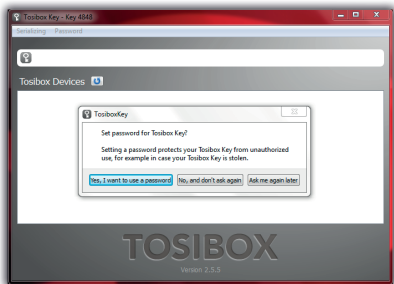 Tosibox Key - Key 4848
Serializing Password
Tosibox Devices
TosiboxKey
Set password for Tosibox Key?
Setting a password protects your Tosibox Key from unauthorized
use, for example in case your Tosibox Key is stolen.
Yes, I want to use a password No, and don't ask again Ask me again later
TOSIBOX
Version 2.5.5